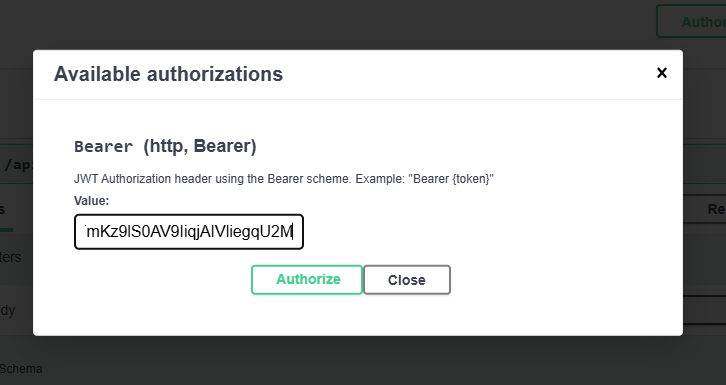 Author
Available authorizations
×
Bearer (http, Bearer)
/ap
JWT Authorization header using the Bearer scheme. Example: "Bearer {token}"
Value:
s
Re
mKz9lS0AV9IiqjAlVliegqU2M
ters
Authorize
Close
dy
Schema